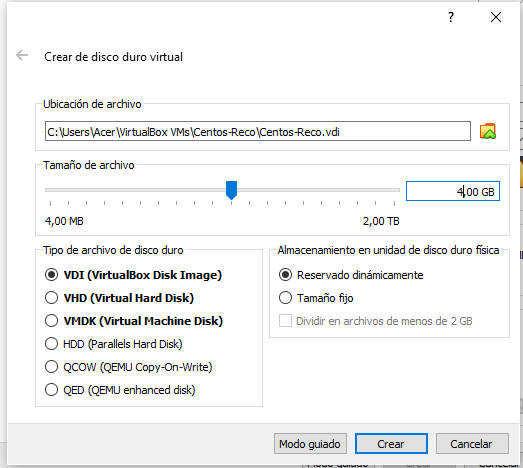 ?
Crear de disco duro virtual
Ubicación de archivo
C:\Users\Acer\VirtualBox VMs\Centos-Reco\Centos-Reco.vdi
Tamaño de archivo
4,00 GB
4,00 MB 2,00 TB
Tipo de archivo de disco duro
VDI (VirtualBox Disk Image)
VHD (Virtual Hard Disk)
VMDK (Virtual Machine Disk)
HDD (Parallels Hard Disk)
QCOW (QEMU Copy-On-Write)
QED (QEMU enhanced disk)
Almacenamiento en unidad de disco duro física
Reservado dinámicamente
Tamaño fijo
Dividir en archivos de menos de 2 GB
Modo guiado Crear Cancelar